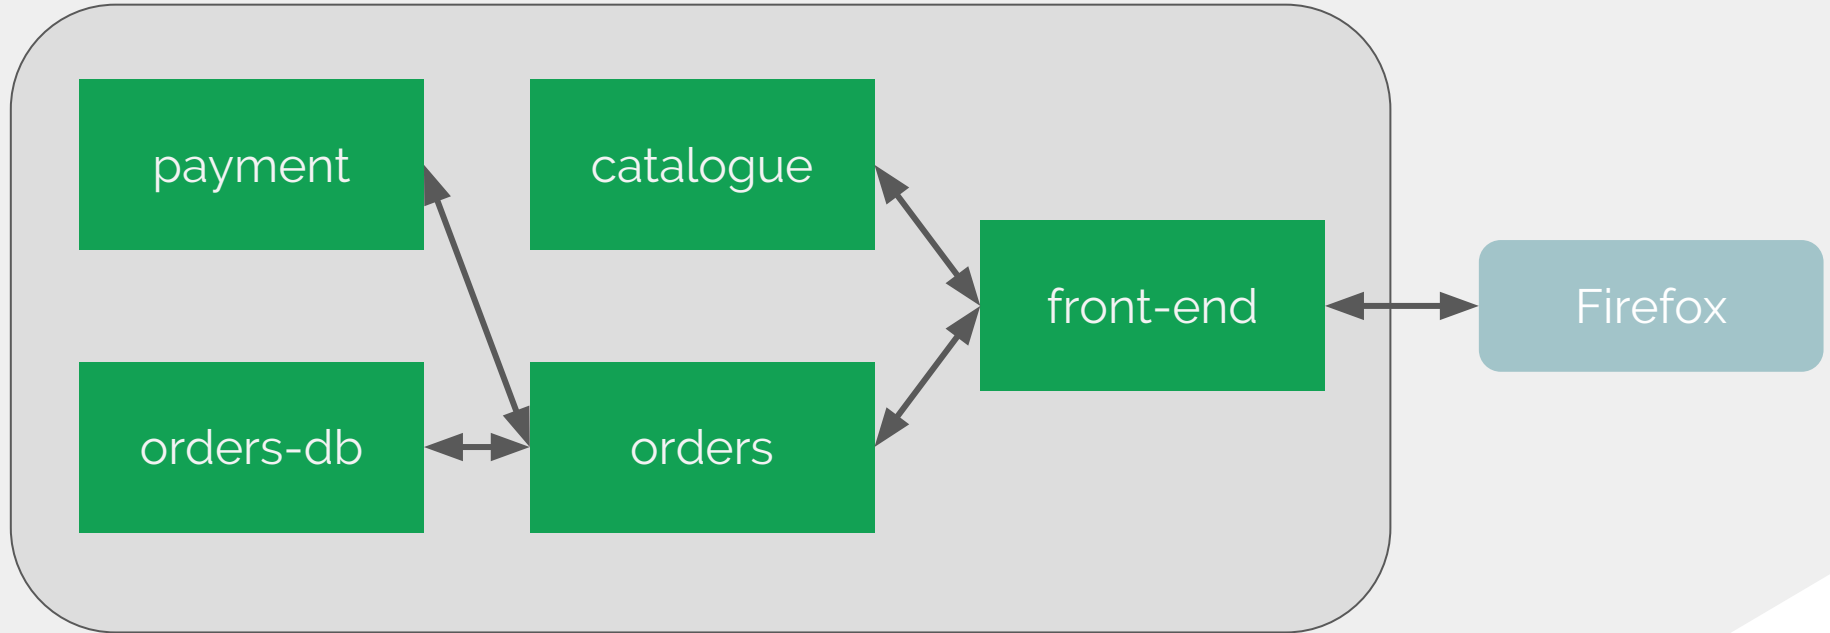 payment
catalogue
front-end
Firefox
orders-db
orders